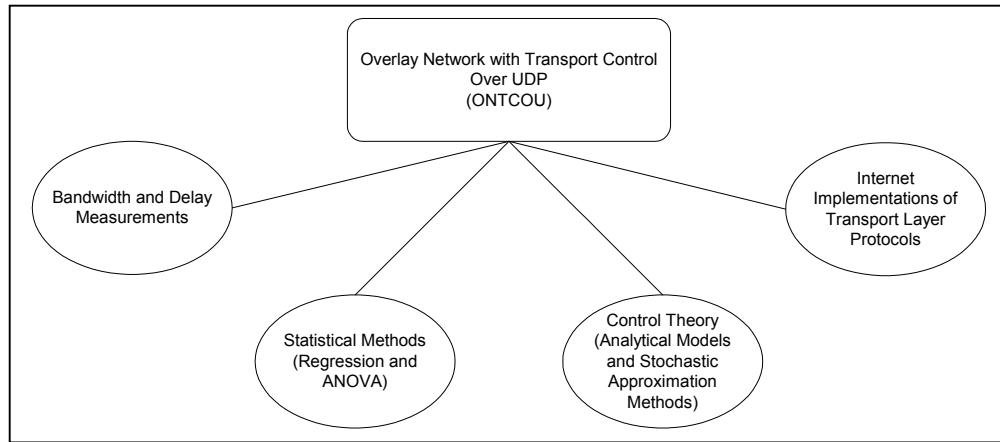 Overlay Network with Transport Control
Over UDP
(ONTCOU)
Bandwidth and Delay
Measurements
Internet
Implementations of
Transport Layer
Protocols
Statistical Methods
(Regression and
ANOVA)
Control Theory
(Analytical Models
and Stochastic
Approximation
Methods)